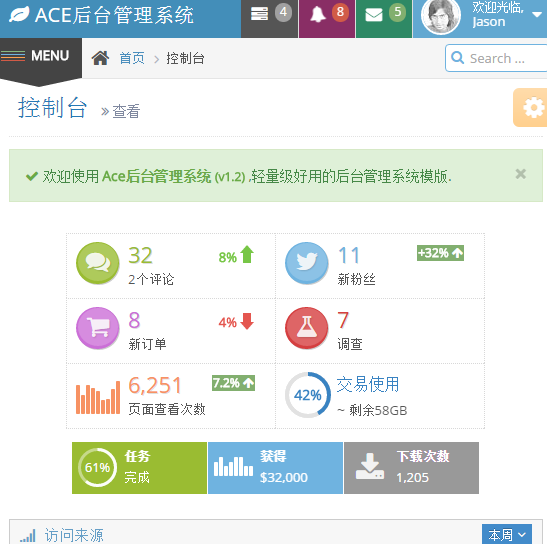 ACE后台管理系统
4
8
5
欢迎光临,
Jason
MENU
首页 控制台
Search ...
控制台 查看
欢迎使用 Ace后台管理系统 (v1.2) ,轻量级好用的后台管理系统模版.
×
32
2个评论
8%
11
新粉丝
+32%
8
新订单
4%
7
调查
6,251
页面查看次数
7.2%
42%
交易使用
~ 剩余58GB
61%
任务
完成
获得
$32,000
下载次数
1,205
访问来源
本周